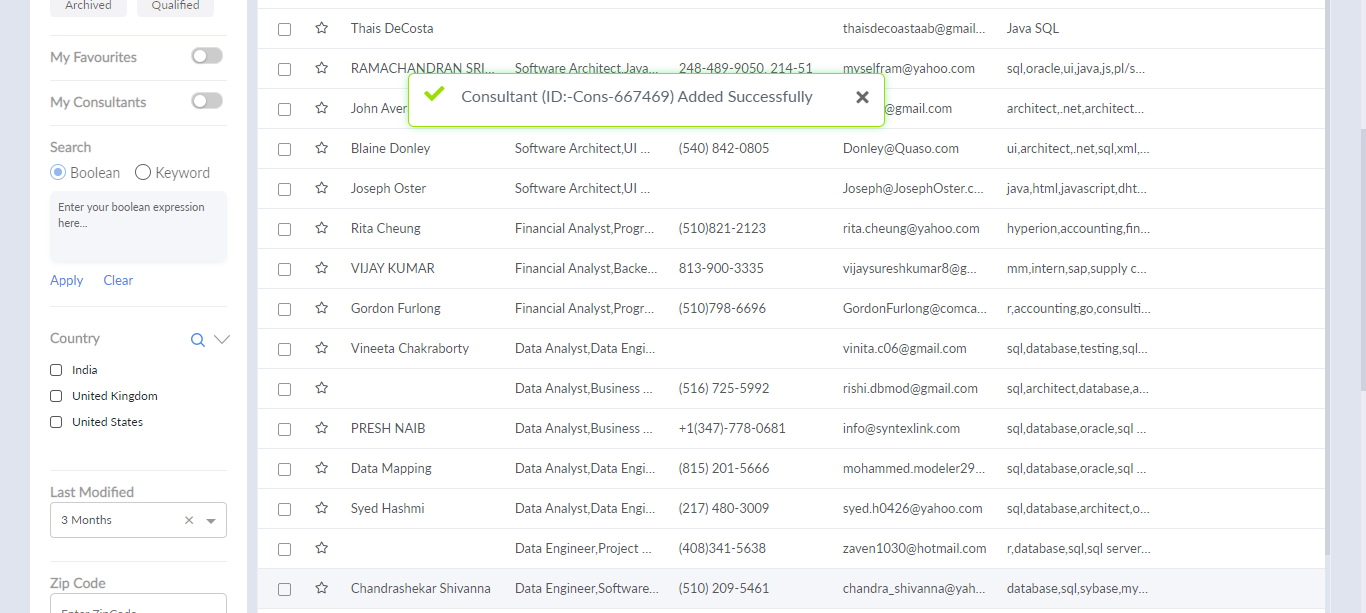 Archived Qualified
My Favourites
My Consultants
Search
Boolean Keyword
Enter your boolean expression
here...
Apply Clear
Country
India
United Kingdom
United States
Last Modified
3 Months
Zip Code
Enter ZipCode
Thais DeCosta thaisdecoastaab@gmail... Java SQL
RAMACHANDRAN SRI... Software Architect,Java... 248-489-9050, 214-51 myselfram@yahoo.com sql,oracle,ui,java,js,pl/s...
Consultant (ID:-Cons-667469) Added Successfully
John Aver @gmail.com architect,.net,architect...
Blaine Donley Software Architect,UI ... (540) 842-0805 Donley@Quaso.com ui,architect,.net,sql,xml,...
Joseph Oster Software Architect,UI ... Joseph@JosephOster.c... java,html,javascript,dht...
Rita Cheung Financial Analyst,Progr... (510)821-2123 rita.cheung@yahoo.com hyperion,accounting,fin...
VIJAY KUMAR Financial Analyst,Backe... 813-900-3335 vijaysureshkumar8@g... mm,intern,sap,supply c...
Gordon Furlong Financial Analyst,Progr... (510)798-6696 GordonFurlong@comca... r,accounting,go,consulti...
Vineeta Chakraborty Data Analyst,Data Engi... vinita.c06@gmail.com sql,database,testing,sql...
Data Analyst,Business ... (516) 725-5992 rishi.dbmod@gmail.com sql,architect,database,a...
PRESH NAIB Data Analyst,Business ... +1(347)-778-0681 info@syntexlink.com sql,database,oracle,sql ...
Data Mapping Data Analyst,Data Engi... (815) 201-5666 mohammed.modeler29... sql,database,oracle,sql ...
Syed Hashmi Data Analyst,Data Engi... (217) 480-3009 syed.h0426@yahoo.com sql,database,architect,o...
Data Engineer,Project ... (408)341-5638 zaven1030@hotmail.com r,database,sql,sql server...
Chandrashekar Shivanna Data Engineer,Software... (510) 209-5461 chandra_shivanna@yah... database,sql,sybase,my...